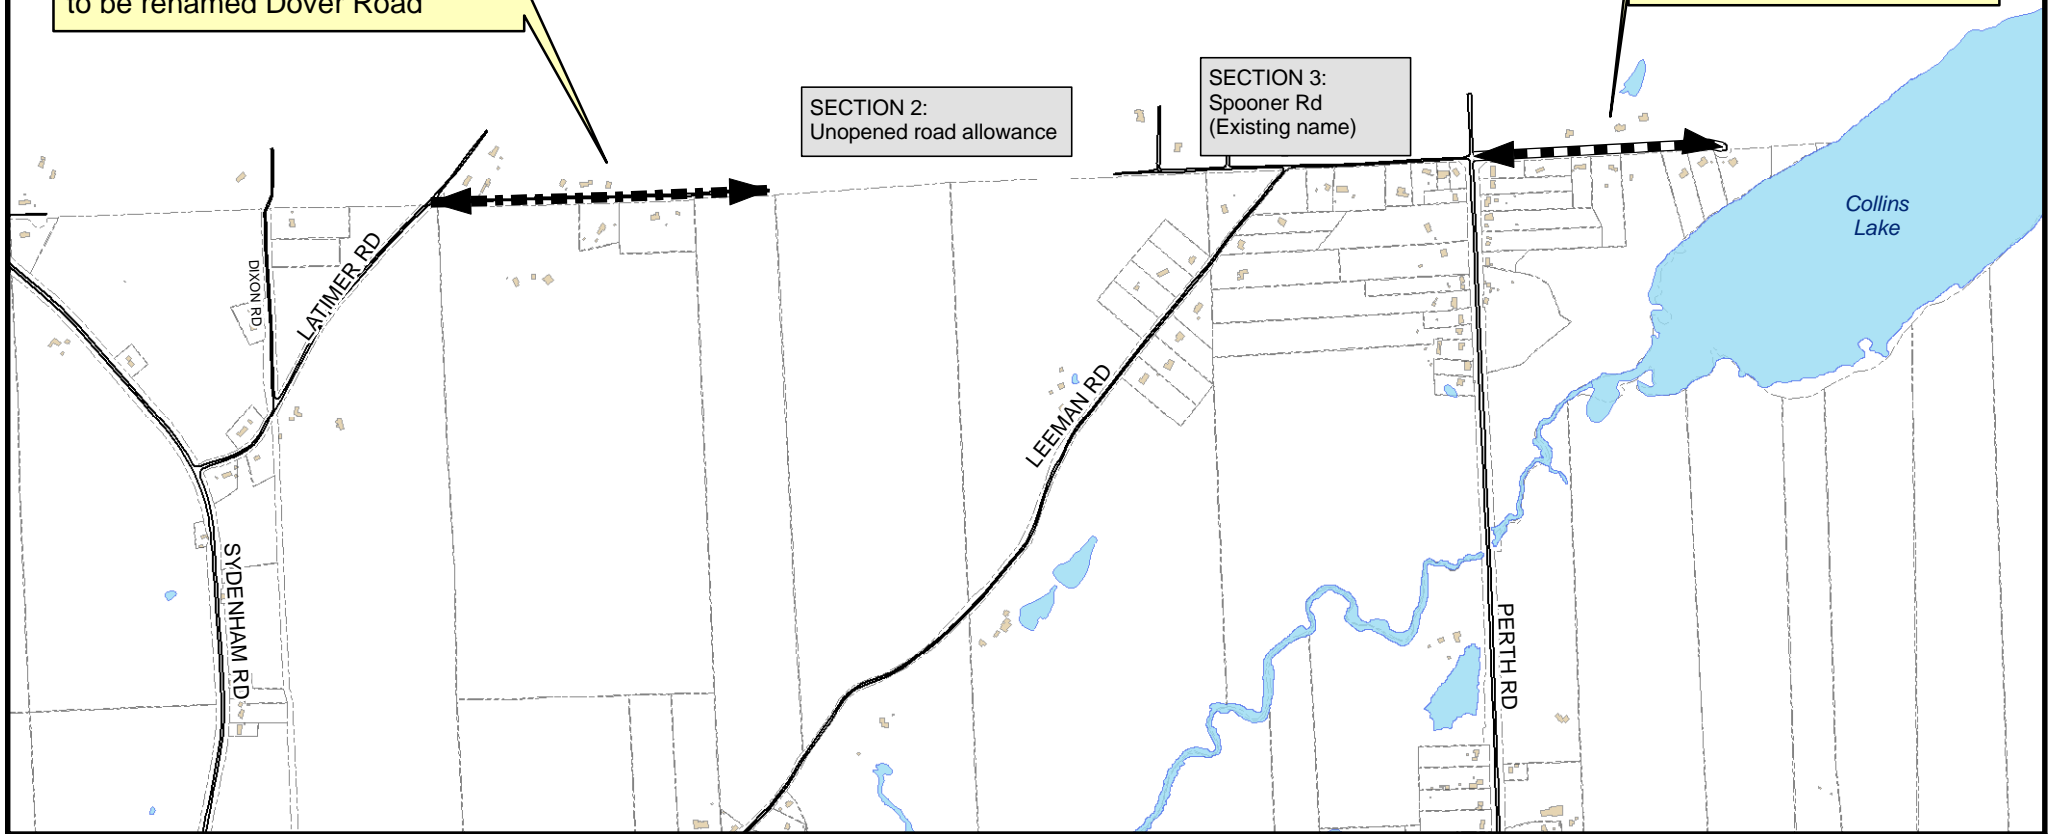 to be renamed Dover Road
SECTION 2:
Unopened road allowance
SECTION 3:
Spooner Rd
(Existing name)
Collins
Lake
DIXON RD
LATIMER RD
LEEMAN RD
SYDENHAM RD
PERTH RD